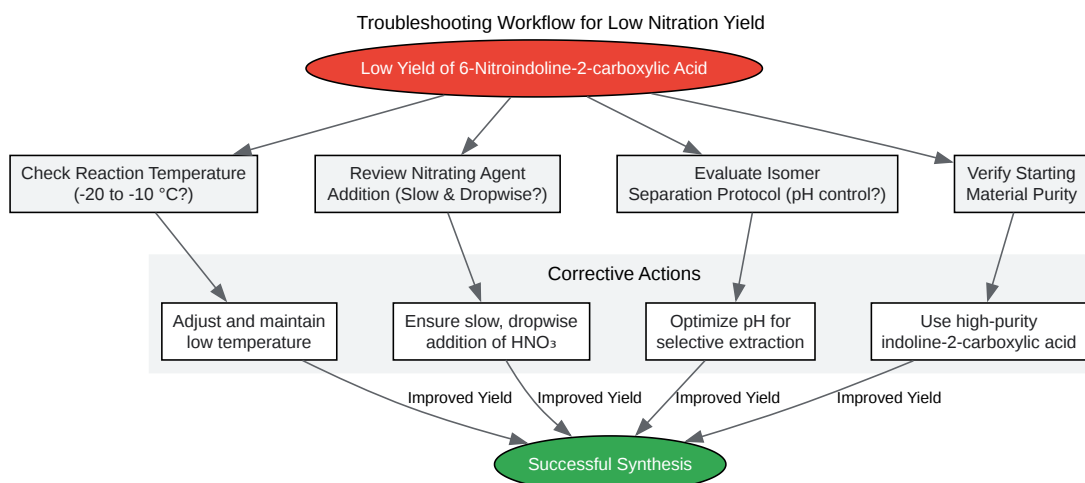 Troubleshooting Workflow for Low Nitration Yield
Low Yield of 6-Nitroindoline-2-carboxylic Acid
Check Reaction Temperature
(-20 to -10 °C?)
Review Nitrating Agent
Addition (Slow & Dropwise?)
Evaluate Isomer
Separation Protocol (pH control?)
Verify Starting
Material Purity
Corrective Actions
Adjust and maintain
low temperature
Ensure slow, dropwise
addition of HNO₃
Optimize pH for
selective extraction
Use high-purity
indoline-2-carboxylic acid
Improved Yield
Improved Yield
Improved Yield
Improved Yield
Successful Synthesis